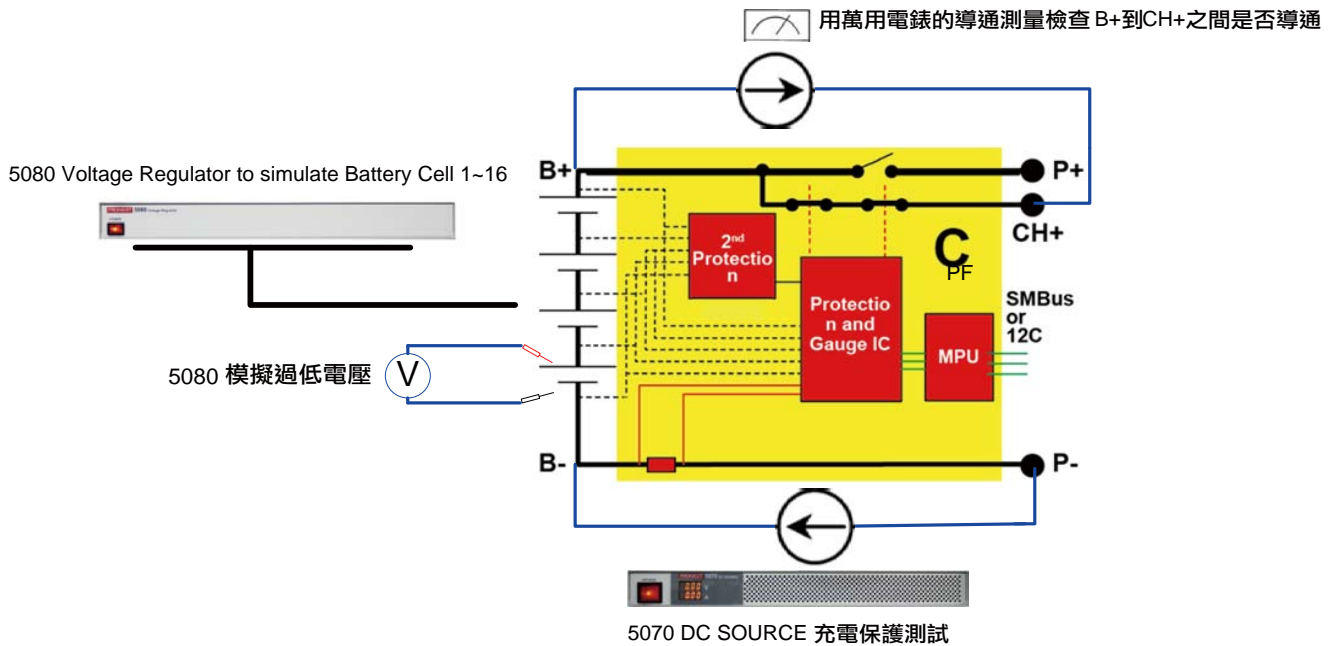 用萬用電錶的導通測量檢查 B+到CH+之間是否導通
5080 Voltage Regulator to simulate Battery Cell 1~16
B+
P+
CH+
2nd
Protectio
n
C
PF
Protectio
n and
Gauge IC
MPU
SMBus
or
12C
5080 模擬過低電壓
V
B-
P-
5070 DC SOURCE 充電保護測試